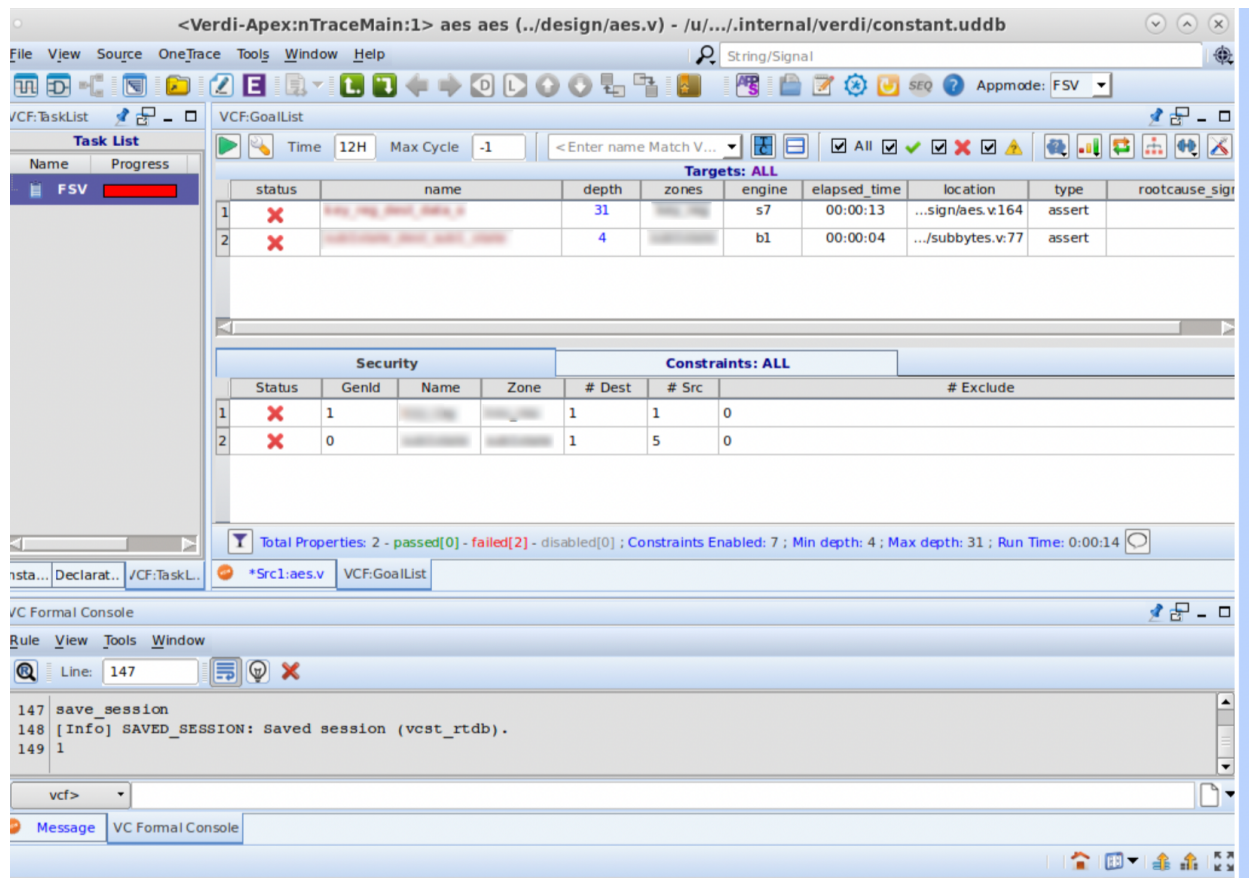 <Verdi-Apex:nTraceMain:1> aes aes (../design/aes.v) - /u/.../.internal/verdi/constant.uddb
File View Source OneTrace Tools Window Help String/Signal
Appmode: FSV
VCF:TaskList
Task List
Name Progress
FSV
VCF:GoalList
Time 12H Max Cycle -1 <Enter name Match V... All
Targets: ALL
status name depth zones engine elapsed_time location type rootcause_sig
1 31 s7 00:00:13 ...sign/aes.v:164 assert
2 4 b1 00:00:04 .../subbytes.v:77 assert
Security Constraints: ALL
Status GenId Name Zone # Dest # Src # Exclude
1 1 1 1 0
2 0 1 5 0
Total Properties: 2 - passed[0] - failed[2] - disabled[0] ; Constraints Enabled: 7 ; Min depth: 4 ; Max depth: 31 ; Run Time: 0:00:14
nsta... Declarat.. /CF:TaskL.. *Src1:aes.v VCF:GoalList
VC Formal Console
Rule View Tools Window
Line: 147
147 save_session
148 [Info] SAVED_SESSION: Saved session (vcst_rtdb).
149 1
vcf>
Message VC Formal Console